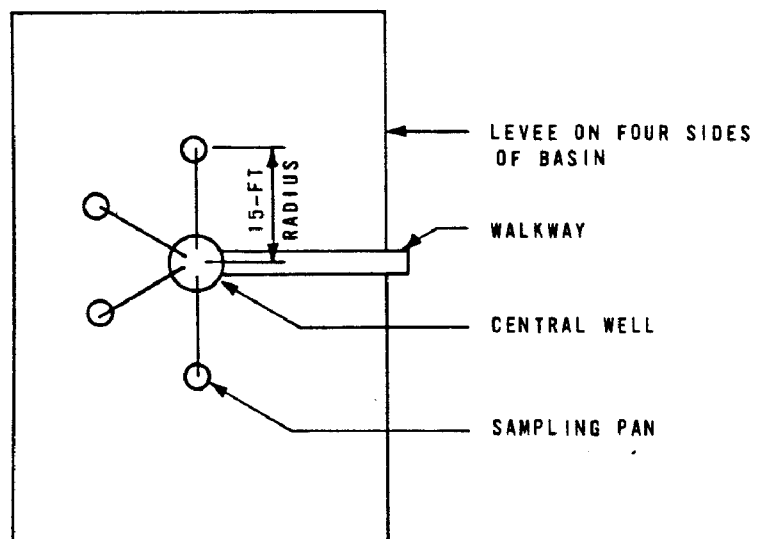 LEVEE ON FOUR SIDES
OF BASIN
15-FT
RADIUS
WALKWAY
CENTRAL WELL
SAMPLING PAN